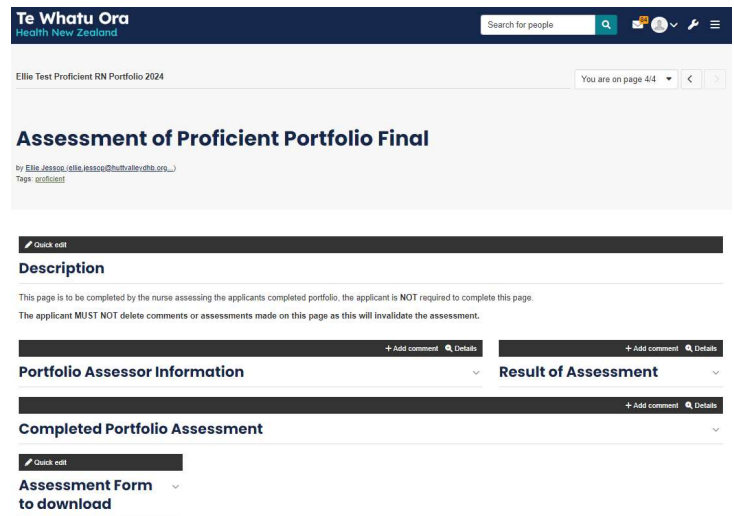 Te Whatu Ora
Health New Zealand
Search for people
Ellie Test Proficient RN Portfolio 2024
You are on page 4/4
Assessment of Proficient Portfolio Final
by Ellie Jessop (ellie.jessop@huttvalleydhb.org...)
Tags: proficient
Quick edit
Description
This page is to be completed by the nurse assessing the applicants completed portfolio, the applicant is NOT required to complete this page.
The applicant MUST NOT delete comments or assessments made on this page as this will invalidate the assessment.
+ Add comment Details
Portfolio Assessor Information
+ Add comment Details
Result of Assessment
+ Add comment Details
Completed Portfolio Assessment
Quick edit
Assessment Form
to download